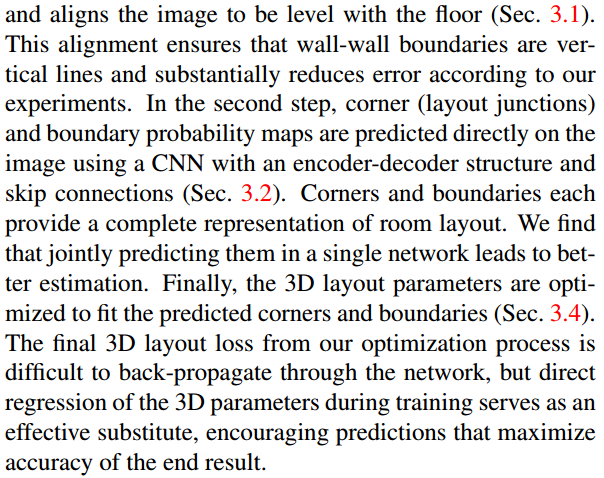 and aligns the image to be level with the floor (Sec. 3.1).
This alignment ensures that wall-wall boundaries are ver-
tical lines and substantially reduces error according to our
experiments. In the second step, corner (layout junctions)
and boundary probability maps are predicted directly on the
image using a CNN with an encoder-decoder structure and
skip connections (Sec. 3.2). Corners and boundaries each
provide a complete representation of room layout. We find
that jointly predicting them in a single network leads to bet-
ter estimation. Finally, the 3D layout parameters are opti-
mized to fit the predicted corners and boundaries (Sec. 3.4).
The final 3D layout loss from our optimization process is
difficult to back-propagate through the network, but direct
regression of the 3D parameters during training serves as an
effective substitute, encouraging predictions that maximize
accuracy of the end result.